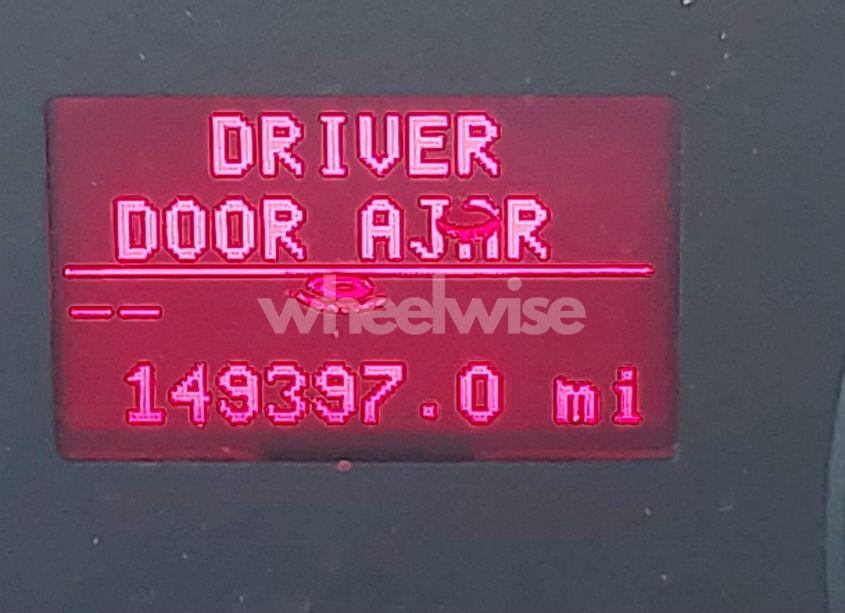 DRIVER
DOOR AJAR
wheelwise
--
149397.0 mi